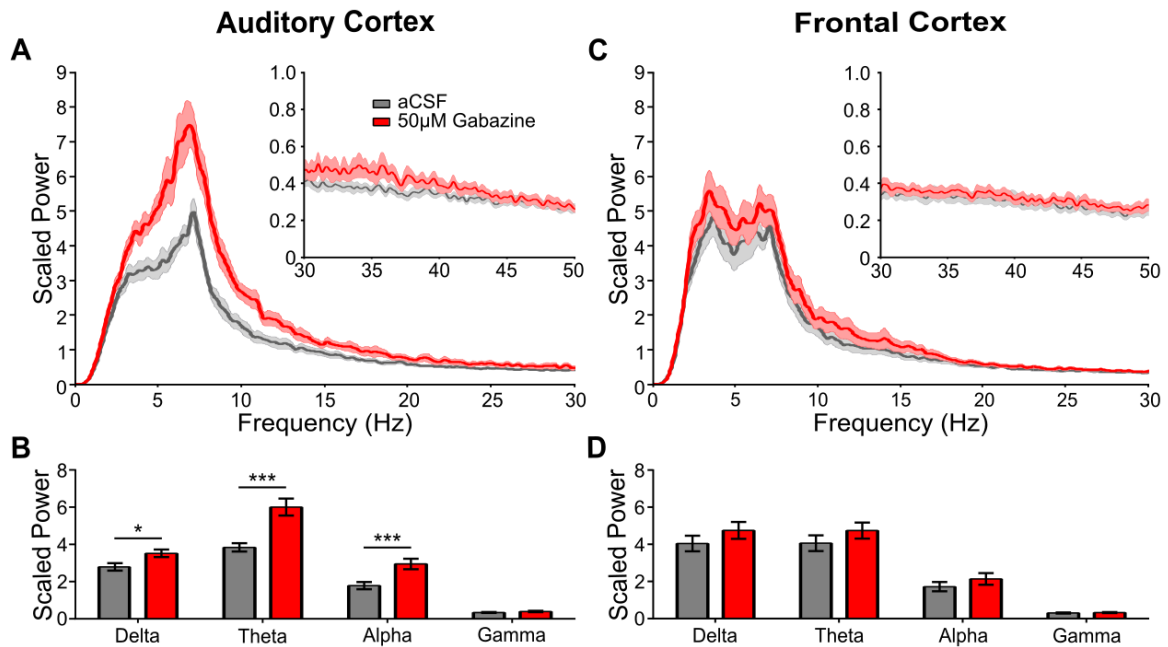 Auditory Cortex
Frontal Cortex
A
Scaled Power
9
8
7
6
5
4
3
2
1
0
0 5 10 15 20 25 30
Frequency (Hz)
1.0
0.8
0.6
0.4
0.2
0
30 35 40 45 50
aCSF
50µM Gabazine
C
Scaled Power
9
8
7
6
5
4
3
2
1
0
0 5 10 15 20 25 30
Frequency (Hz)
1.0
0.8
0.6
0.4
0.2
0
30 35 40 45 50
B
Scaled Power
8
6
4
2
0
* *** ***
Delta Theta Alpha Gamma
D
Scaled Power
8
6
4
2
0
Delta Theta Alpha Gamma